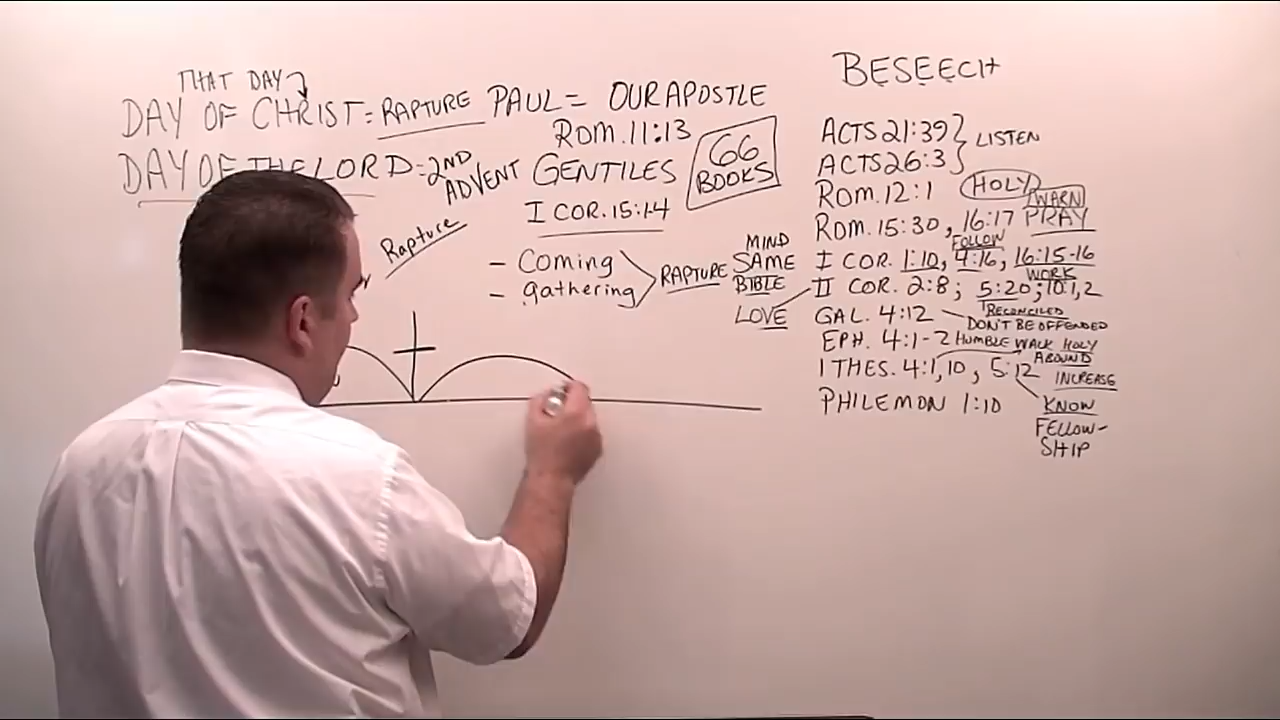 THAT DAY
DAY OF CHRIST = RAPTURE
DAY OF THE LORD = 2ND ADVENT
PAUL = OUR APOSTLE
ROM. 11:13
GENTILES
66 BOOKS
I COR. 15:1-4
Rapture
- Coming
- gathering
RAPTURE
BESEECH
ACTS 21:39
ACTS 26:3
LISTEN
ROM. 12:1 HOLY
WARN
ROM. 15:30, 16:17 PRAY
FOLLOW
MIND
SAME
BIBLE
I COR. 1:10, 4:16, 16:15-16
WORK
II COR. 2:8; 5:20; 10:1,2
LOVE
RECONCILED
GAL. 4:12 DON'T BE OFFENDED
EPH. 4:1-2 HUMBLE WALK HOLY
ABOUND
1 THES. 4:1,10, 5:12
INCREASE
PHILEMON 1:10
KNOW
FELLOW-
SHIP